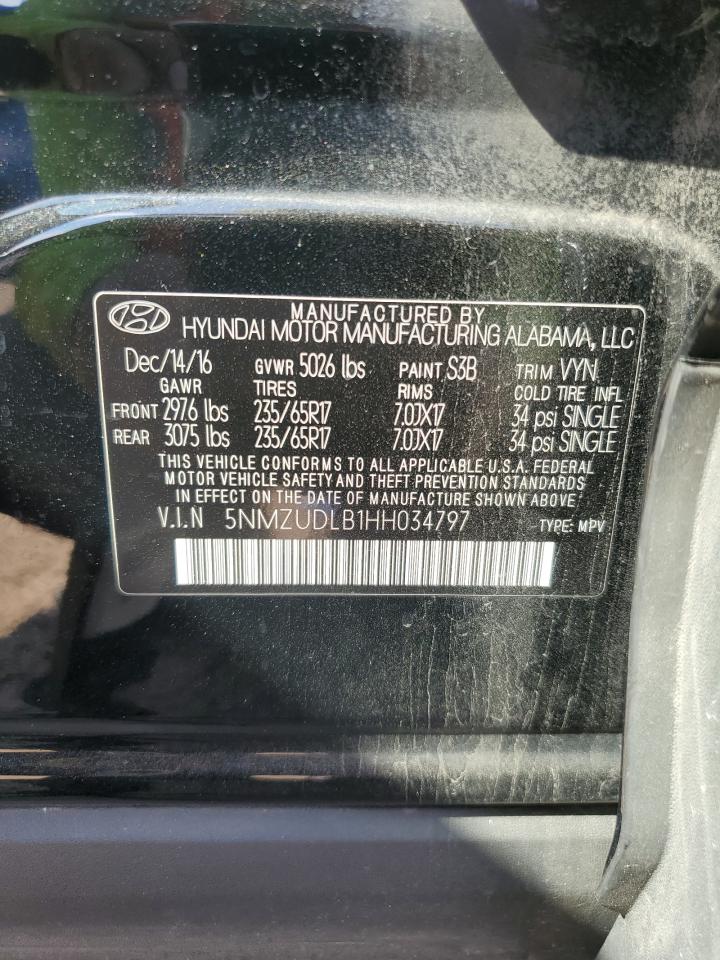 MANUFACTURED BY
HYUNDAI MOTOR MANUFACTURING ALABAMA, LLC
Dec/14/16 GVWR 5026 lbs PAINT S3B TRIM VYN
GAWR TIRES RIMS COLD TIRE INFL
FRONT 2976 lbs 235/65R17 7.0JX17 34 psi SINGLE
REAR 3075 lbs 235/65R17 7.0JX17 34 psi SINGLE
THIS VEHICLE CONFORMS TO ALL APPLICABLE U.S.A. FEDERAL
MOTOR VEHICLE SAFETY AND THEFT PREVENTION STANDARDS
IN EFFECT ON THE DATE OF MANUFACTURE SHOWN ABOVE.
V.I.N 5NMZUDLB1HH034797 TYPE: MPV